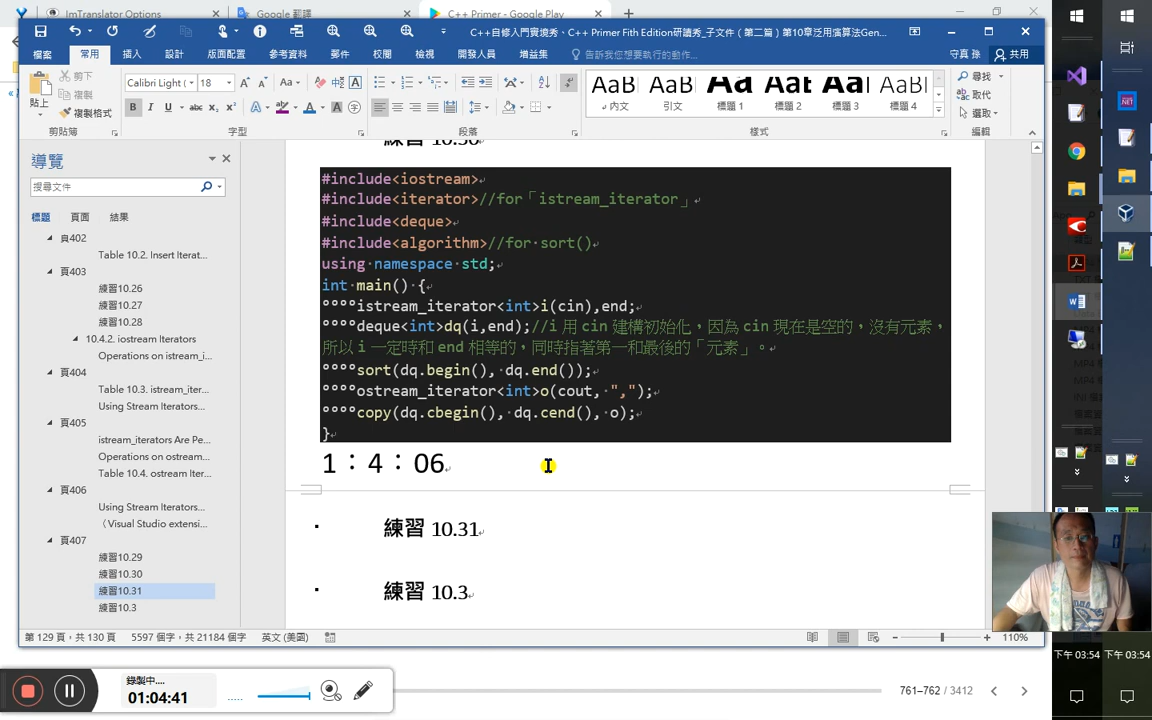 ImTranslator Options
Google 翻譯
C++ Primer - Google Play
C++自修入門實境秀・C++ Primer Fith Edition研讀秀_子文件（第二篇）第10章泛用演算法Gen...
檔案
常用
插入
設計
版面配置
參考資料
郵件
校閱
檢視
開發人員
增益集
告訴我您想要執行的動作...
守真 孫
共用
貼上
剪下
複製
複製格式
剪貼簿
Calibri Light (
18
字型
段落
AaB
內文
AaB
引文
Aa
標題 1
Aat
標題 2
Aal
標題 3
AaBl
標題 4
樣式
尋找
取代
選取
編輯
導覽
搜尋文件
標題
頁面
結果
頁402
Table 10.2. Insert Iterat...
頁403
練習10.26
練習10.27
練習10.28
10.4.2. iostream Iterators
Operations on istream_i...
頁404
Table 10.3. istream_iter...
Using Stream Iterators...
頁405
istream_iterators Are Pe...
Operations on ostream...
Table 10.4. ostream Iter...
頁406
Using Stream Iterators...
（Visual Studio extensi...
頁407
練習10.29
練習10.30
練習10.31
練習10.3
練習 10.30
#include<iostream>
#include<iterator>//for「istream_iterator」
#include<deque>
#include<algorithm>//for sort()
using namespace std;
int main() {
istream_iterator<int>i(cin),end;
deque<int>dq(i,end);//i 用 cin 建構初始化，因為 cin 現在是空的，沒有元素，
所以 i 一定時和 end 相等的，同時指著第一和最後的「元素」。
sort(dq.begin(), dq.end());
ostream_iterator<int>o(cout, ",");
copy(dq.cbegin(), dq.cend(), o);
}
1：4：06
練習 10.31
練習 10.3
第 129 頁，共 130 頁
5597 個字，共 21184 個字
英文 (美國)
110%
下午 03:54
下午 03:54
錄製中....
01:04:41
761–762 / 3412